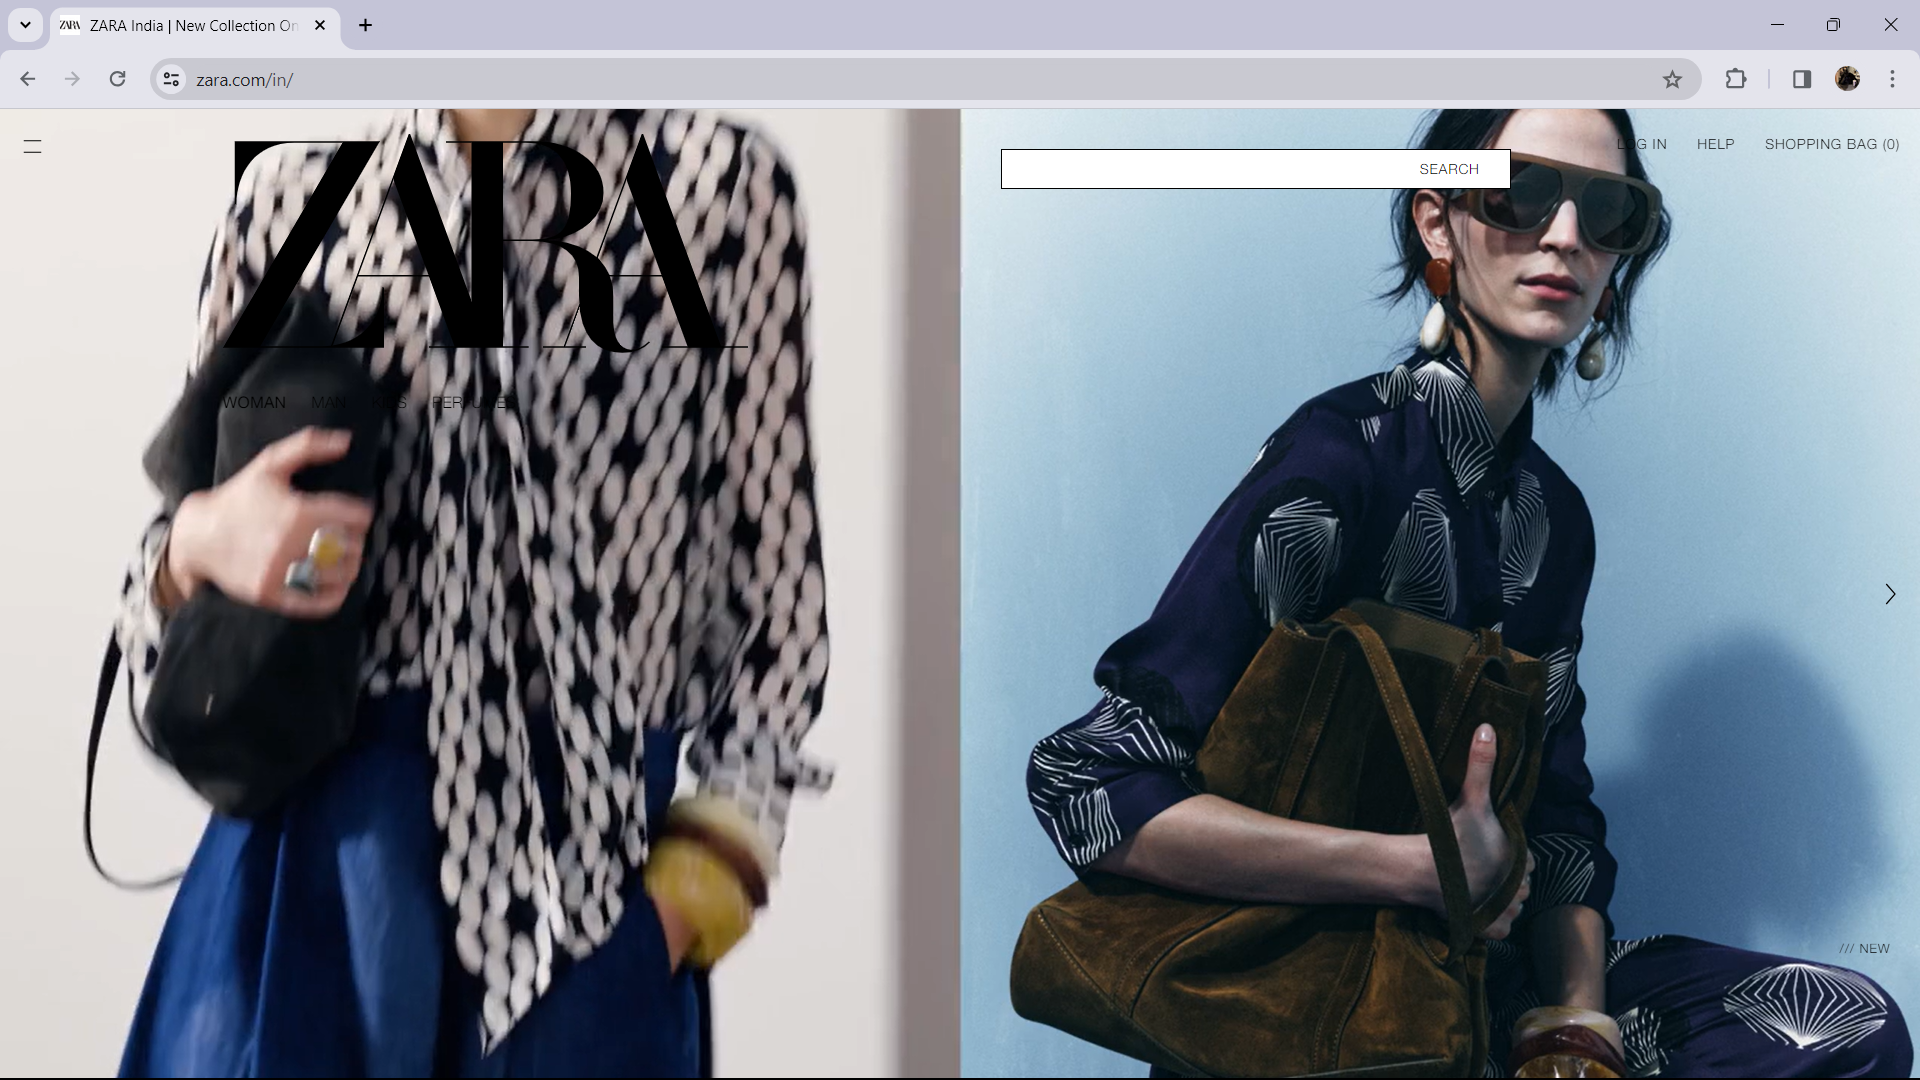 ZARA
ZARA India | New Collection On
zara.com/in/
ZARA
LOG IN
HELP
SHOPPING BAG (0)
SEARCH
WOMAN
MAN
KIDS
PERFUMES
/// NEW